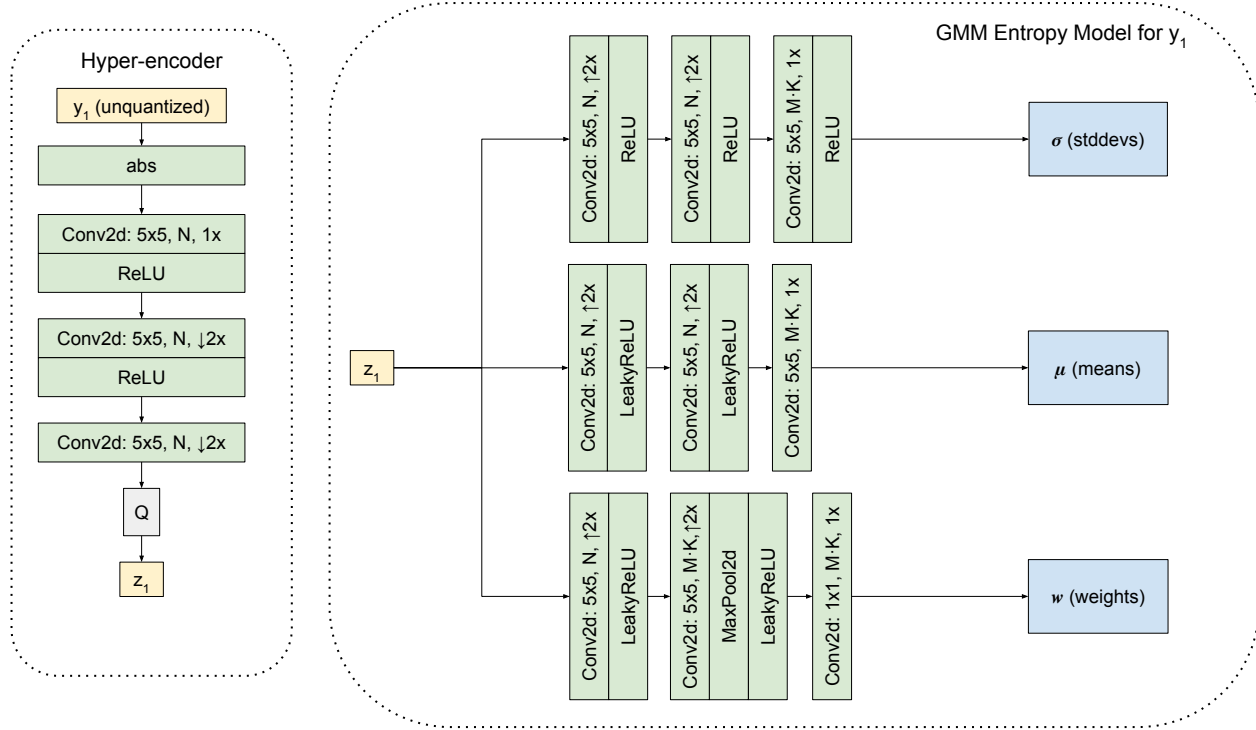 Hyper-encoder
y₁ (unquantized)
abs
Conv2d: 5x5, N, 1x
ReLU
Conv2d: 5x5, N, ↓2x
ReLU
Conv2d: 5x5, N, ↓2x
Q
z₁
GMM Entropy Model for y₁
z₁
Conv2d: 5x5, N, ↑2x
ReLU
Conv2d: 5x5, N, ↑2x
ReLU
Conv2d: 5x5, M·K, 1x
ReLU
σ (stddevs)
Conv2d: 5x5, N, ↑2x
LeakyReLU
Conv2d: 5x5, N, ↑2x
LeakyReLU
Conv2d: 5x5, M·K, 1x
μ (means)
Conv2d: 5x5, N, ↑2x
LeakyReLU
Conv2d: 5x5, M·K,↑2x
MaxPool2d
LeakyReLU
Conv2d: 1x1, M·K, 1x
w (weights)